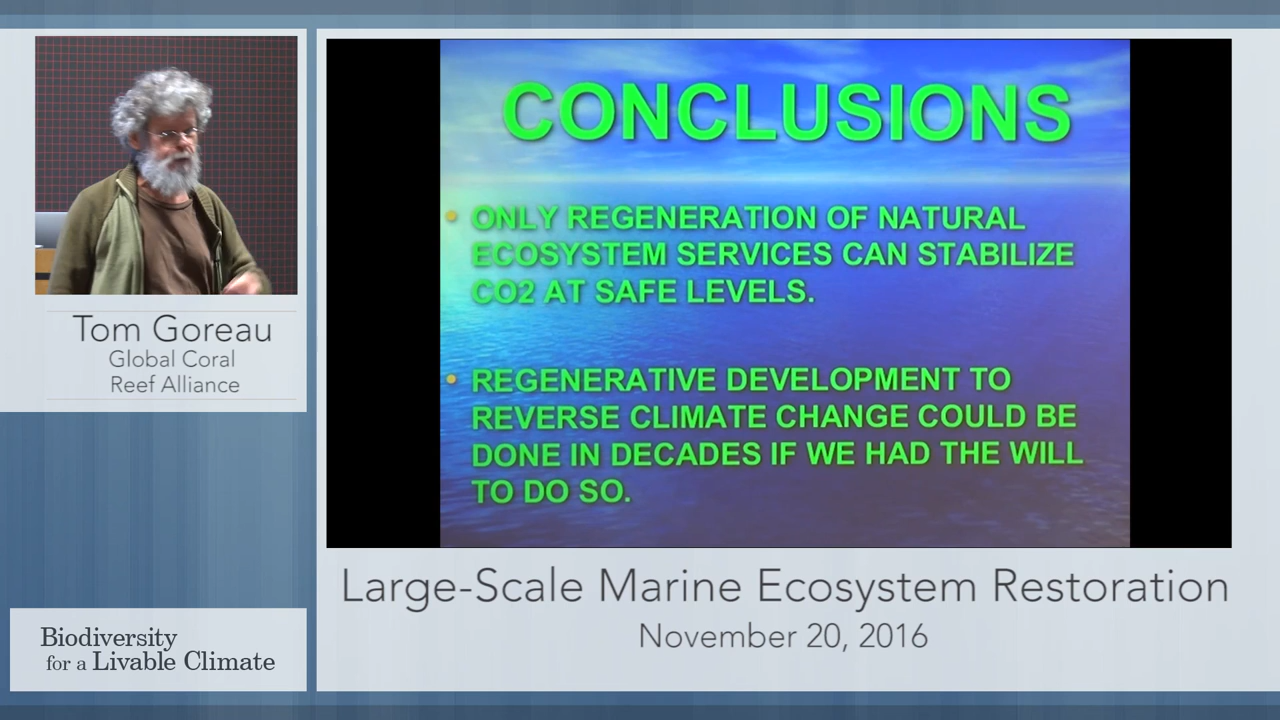 Tom Goreau
Global Coral
Reef Alliance
Biodiversity
for a Livable Climate
CONCLUSIONS
• ONLY REGENERATION OF NATURAL
ECOSYSTEM SERVICES CAN STABILIZE
CO2 AT SAFE LEVELS.
• REGENERATIVE DEVELOPMENT TO
REVERSE CLIMATE CHANGE COULD BE
DONE IN DECADES IF WE HAD THE WILL
TO DO SO.
Large-Scale Marine Ecosystem Restoration
November 20, 2016